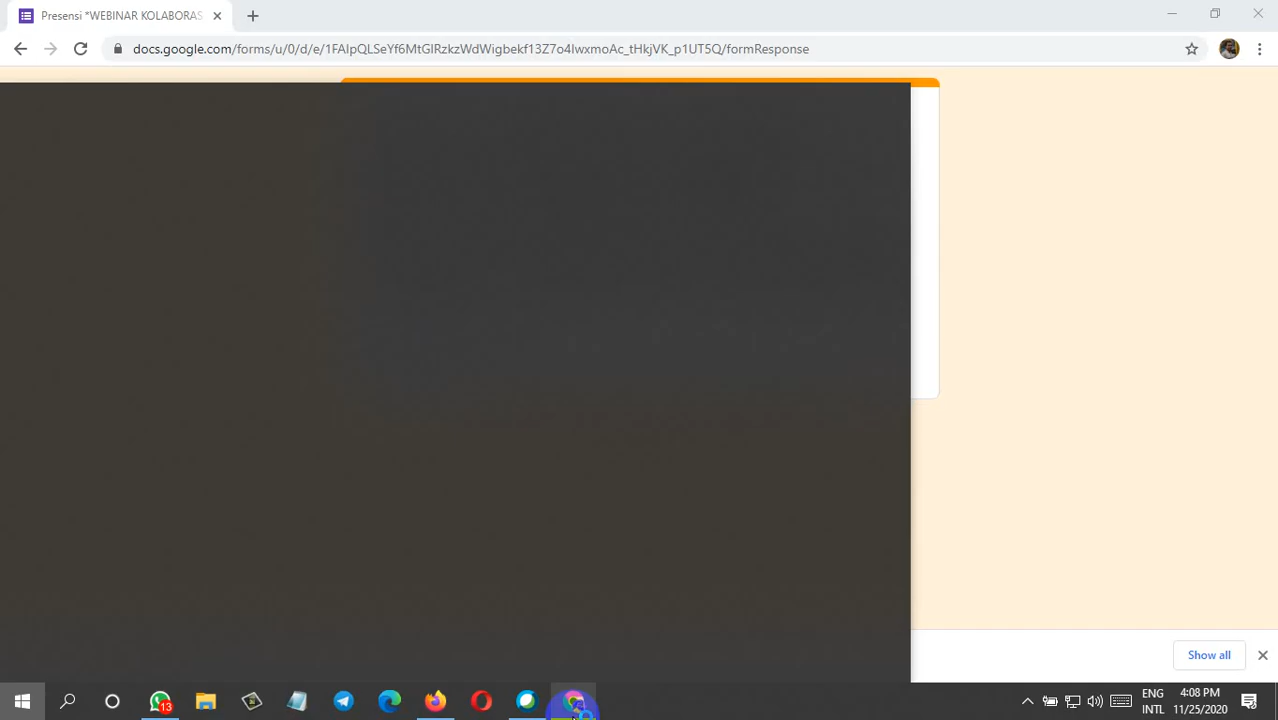 Presensi *WEBINAR KOLABORAS
docs.google.com/forms/u/0/d/e/1FAIpQLSeYf6MtGIRzkzWdWigbekf13Z7o4lwxmoAc_tHkjVK_p1UT5Q/formResponse
Show all
13
ENG
INTL
4:08 PM
11/25/2020